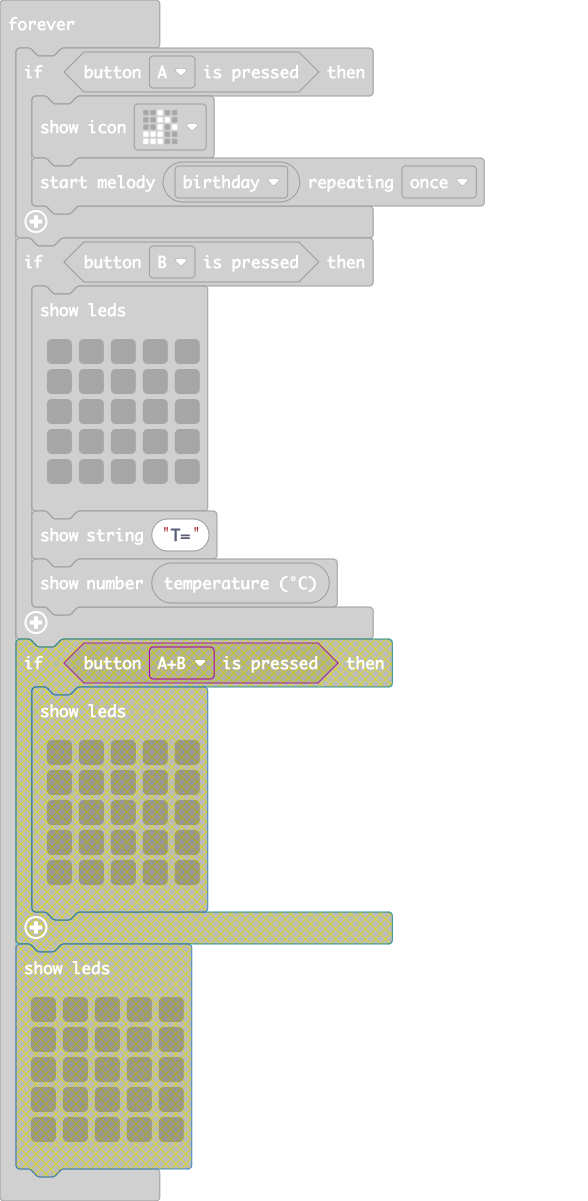 forever
if button A is pressed then
show icon
start melody birthday repeating once
if button B is pressed then
show leds
show string "T="
show number temperature (°C)
if button A+B is pressed then
show leds
show leds